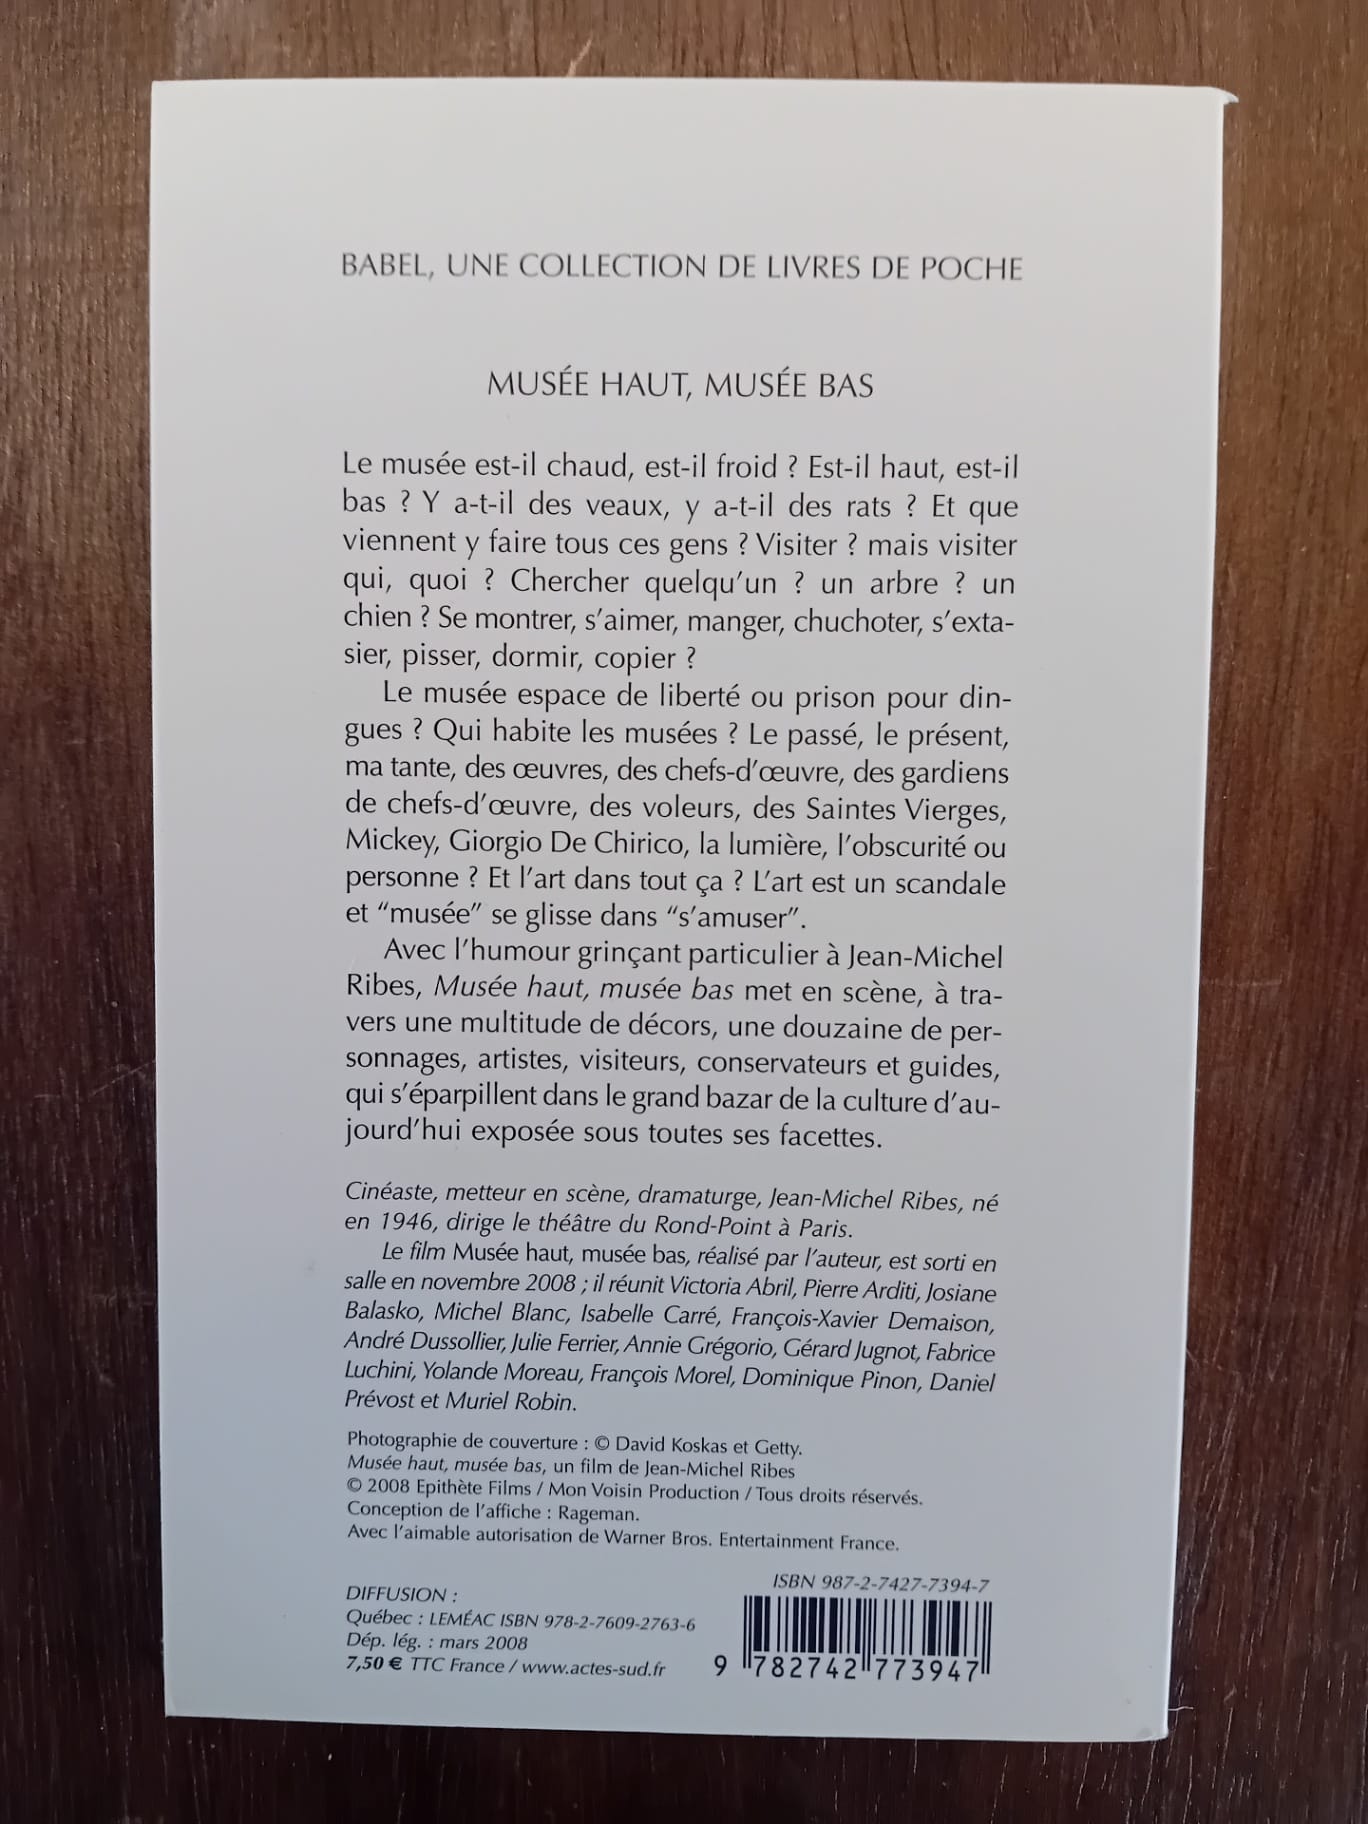 BABEL, UNE COLLECTION DE LIVRES DE POCHE
MUSÉE HAUT, MUSÉE BAS
Le musée est-il chaud, est-il froid ? Est-il haut, est-il
bas ? Y a-t-il des veaux, y a-t-il des rats ? Et que
viennent y faire tous ces gens ? Visiter ? mais visiter
qui, quoi ? Chercher quelqu'un ? un arbre ? un
chien ? Se montrer, s'aimer, manger, chuchoter, s'exta-
sier, pisser, dormir, copier ?
Le musée espace de liberté ou prison pour din-
gues ? Qui habite les musées ? Le passé, le présent,
ma tante, des œuvres, des chefs-d'œuvre, des gardiens
de chefs-d'œuvre, des voleurs, des Saintes Vierges,
Mickey, Giorgio De Chirico, la lumière, l'obscurité ou
personne ? Et l'art dans tout ça ? L'art est un scandale
et “musée” se glisse dans “s'amuser”.
Avec l'humour grinçant particulier à Jean-Michel
Ribes, Musée haut, musée bas met en scène, à tra-
vers une multitude de décors, une douzaine de per-
sonnages, artistes, visiteurs, conservateurs et guides,
qui s'éparpillent dans le grand bazar de la culture d'au-
jourd'hui exposée sous toutes ses facettes.
Cinéaste, metteur en scène, dramaturge, Jean-Michel Ribes, né
en 1946, dirige le théâtre du Rond-Point à Paris.
Le film Musée haut, musée bas, réalisé par l'auteur, est sorti en
salle en novembre 2008 ; il réunit Victoria Abril, Pierre Arditi, Josiane
Balasko, Michel Blanc, Isabelle Carré, François-Xavier Demaison,
André Dussollier, Julie Ferrier, Annie Grégorio, Gérard Jugnot, Fabrice
Luchini, Yolande Moreau, François Morel, Dominique Pinon, Daniel
Prévost et Muriel Robin.
Photographie de couverture : © David Koskas et Getty.
Musée haut, musée bas, un film de Jean-Michel Ribes
© 2008 Epithète Films / Mon Voisin Production / Tous droits réservés.
Conception de l'affiche : Rageman.
Avec l'aimable autorisation de Warner Bros. Entertainment France.
DIFFUSION :
Québec : LEMÉAC ISBN 978-2-7609-2763-6
Dép. lég. : mars 2008
7,50 € TTC France / www.actes-sud.fr
ISBN 987-2-7427-7394-7
9 782742 773947